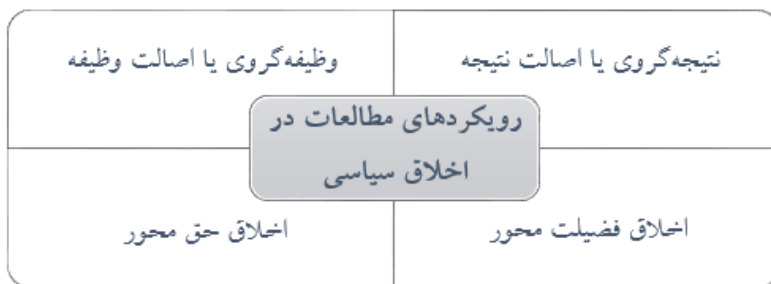 نتیجه‌گروی یا اصالت نتیجه
وظیفه‌گروی یا اصالت وظیفه
رویکردهای مطالعات در
اخلاق سیاسی
اخلاق فضیلت محور
اخلاق حق محور